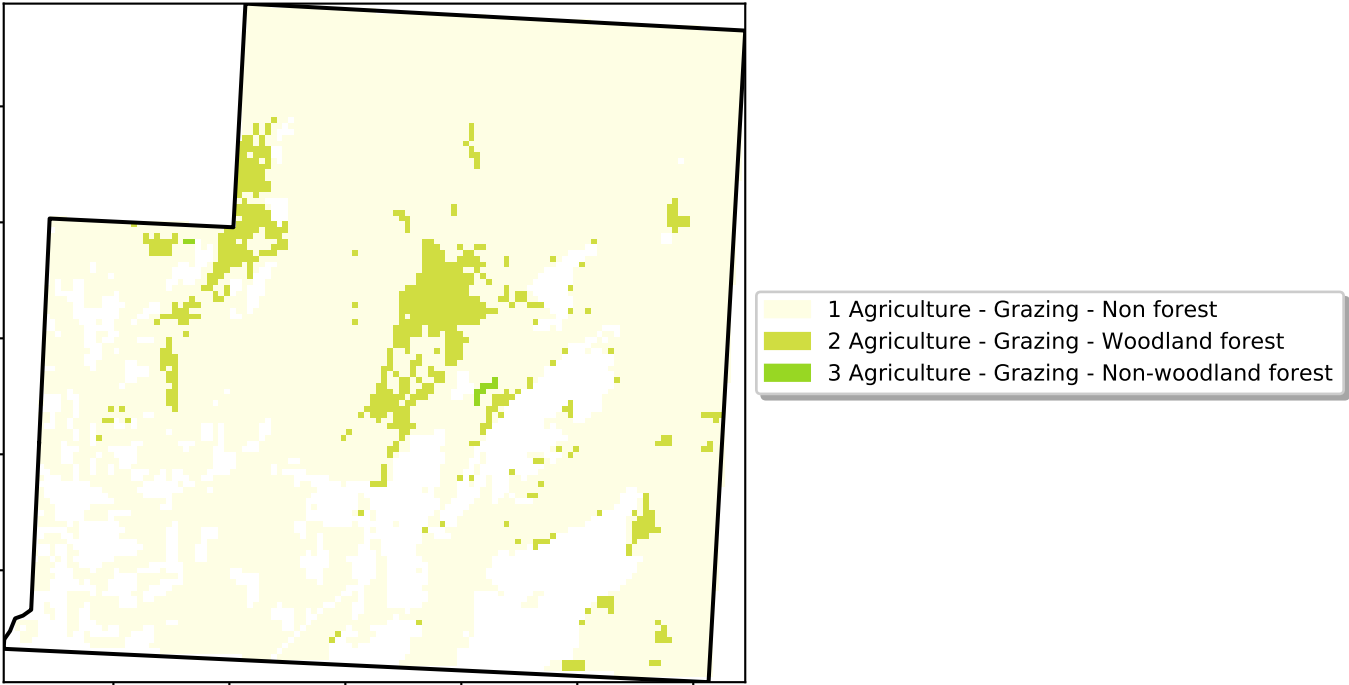 1 Agriculture - Grazing - Non forest
2 Agriculture - Grazing - Woodland forest
3 Agriculture - Grazing - Non-woodland forest